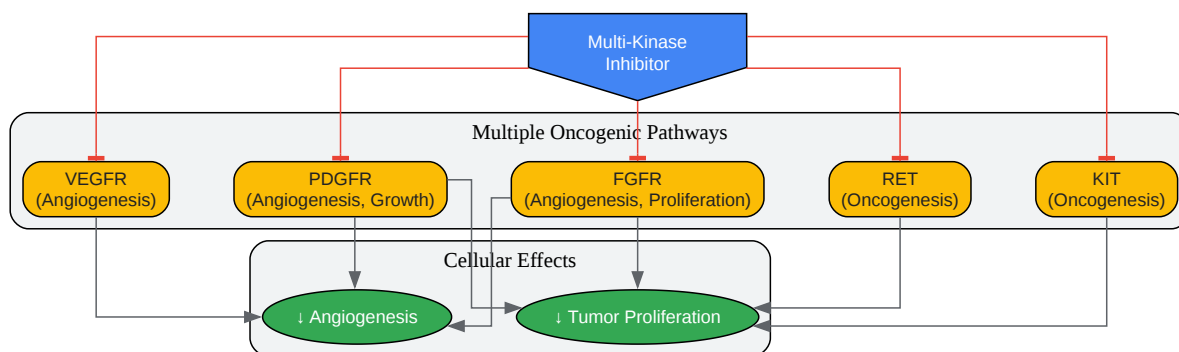 Multi-Kinase
Inhibitor
Multiple Oncogenic Pathways
VEGFR
(Angiogenesis)
PDGFR
(Angiogenesis, Growth)
FGFR
(Angiogenesis, Proliferation)
RET
(Oncogenesis)
KIT
(Oncogenesis)
Cellular Effects
↓ Angiogenesis
↓ Tumor Proliferation